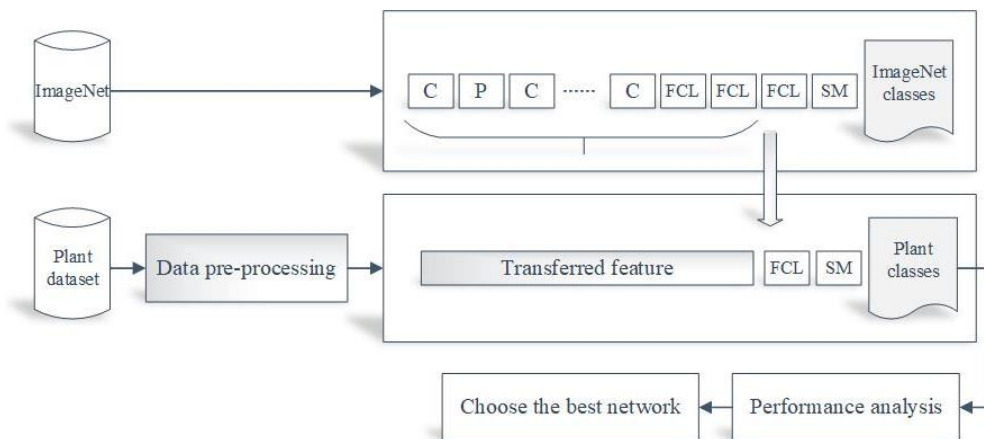 ImageNet
C P C ...... C FCL FCL FCL SM
ImageNet
classes
Plant
dataset
Data pre-processing
Transferred feature
FCL SM
Plant
classes
Choose the best network
Performance analysis